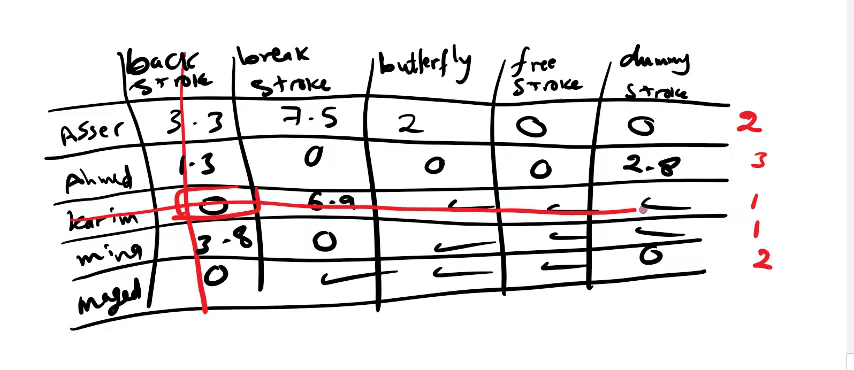 back stroke break stroke butterfly free stroke dummy stroke
Asser 3.3 7.5 2 0 0 2
Ahmed 1.3 0 0 0 2.8 3
karim 0 6.9 1
mina 3.8 0 1
maged 0 0 2